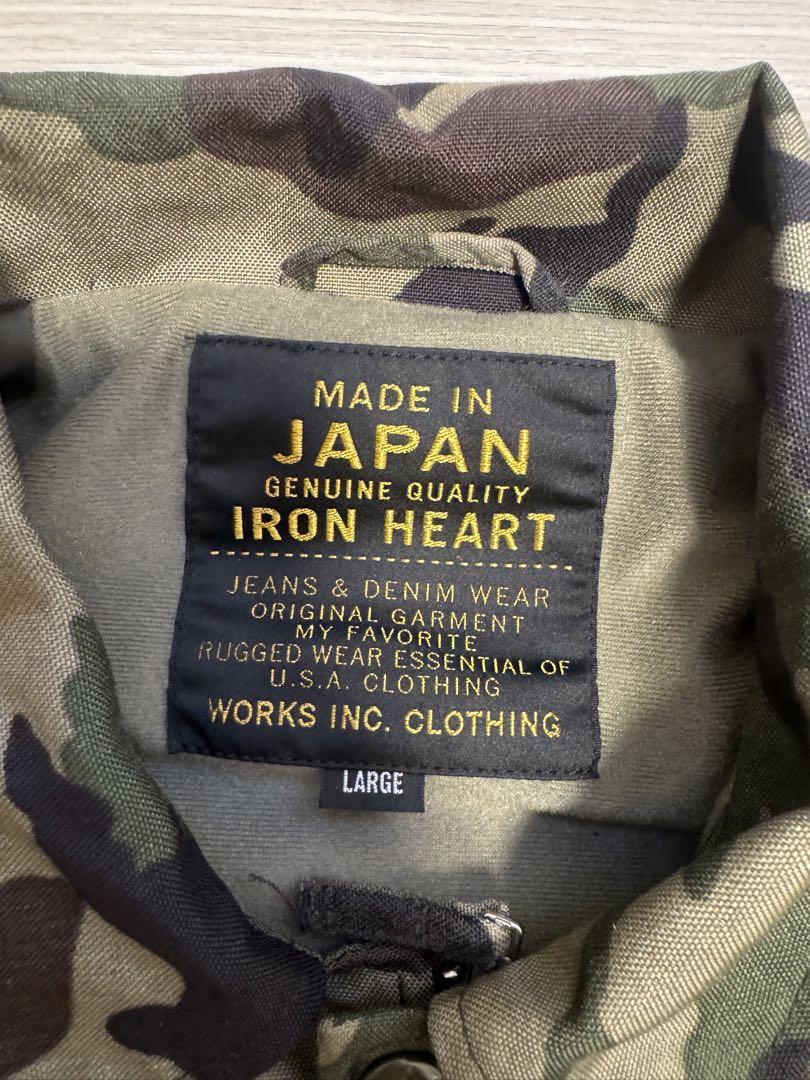 MADE IN
JAPAN
GENUINE QUALITY
IRON HEART
JEANS & DENIM WEAR
ORIGINAL GARMENT
MY FAVORITE
RUGGED WEAR ESSENTIAL OF
U.S.A. CLOTHING
WORKS INC. CLOTHING
LARGE